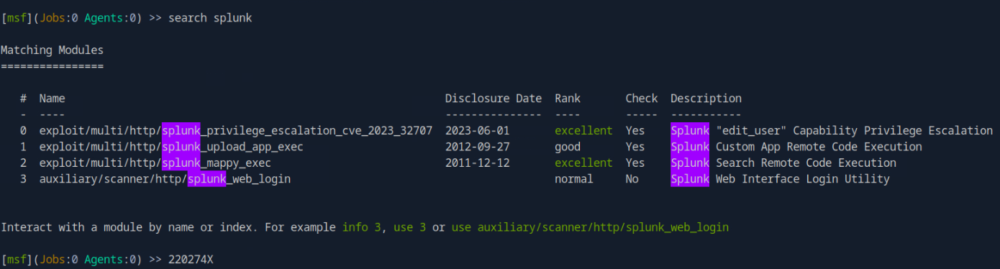 [msf](Jobs:0 Agents:0) >> search splunk
Matching Modules
================
# Name Disclosure Date Rank Check Description
- ---- --------------- ---- ----- -----------
0 exploit/multi/http/splunk_privilege_escalation_cve_2023_32707 2023-06-01 excellent Yes Splunk "edit_user" Capability Privilege Escalation
1 exploit/multi/http/splunk_upload_app_exec 2012-09-27 good Yes Splunk Custom App Remote Code Execution
2 exploit/multi/http/splunk_mappy_exec 2011-12-12 excellent Yes Splunk Search Remote Code Execution
3 auxiliary/scanner/http/splunk_web_login normal No Splunk Web Interface Login Utility
Interact with a module by name or index. For example info 3, use 3 or use auxiliary/scanner/http/splunk_web_login
[msf](Jobs:0 Agents:0) >> 220274X